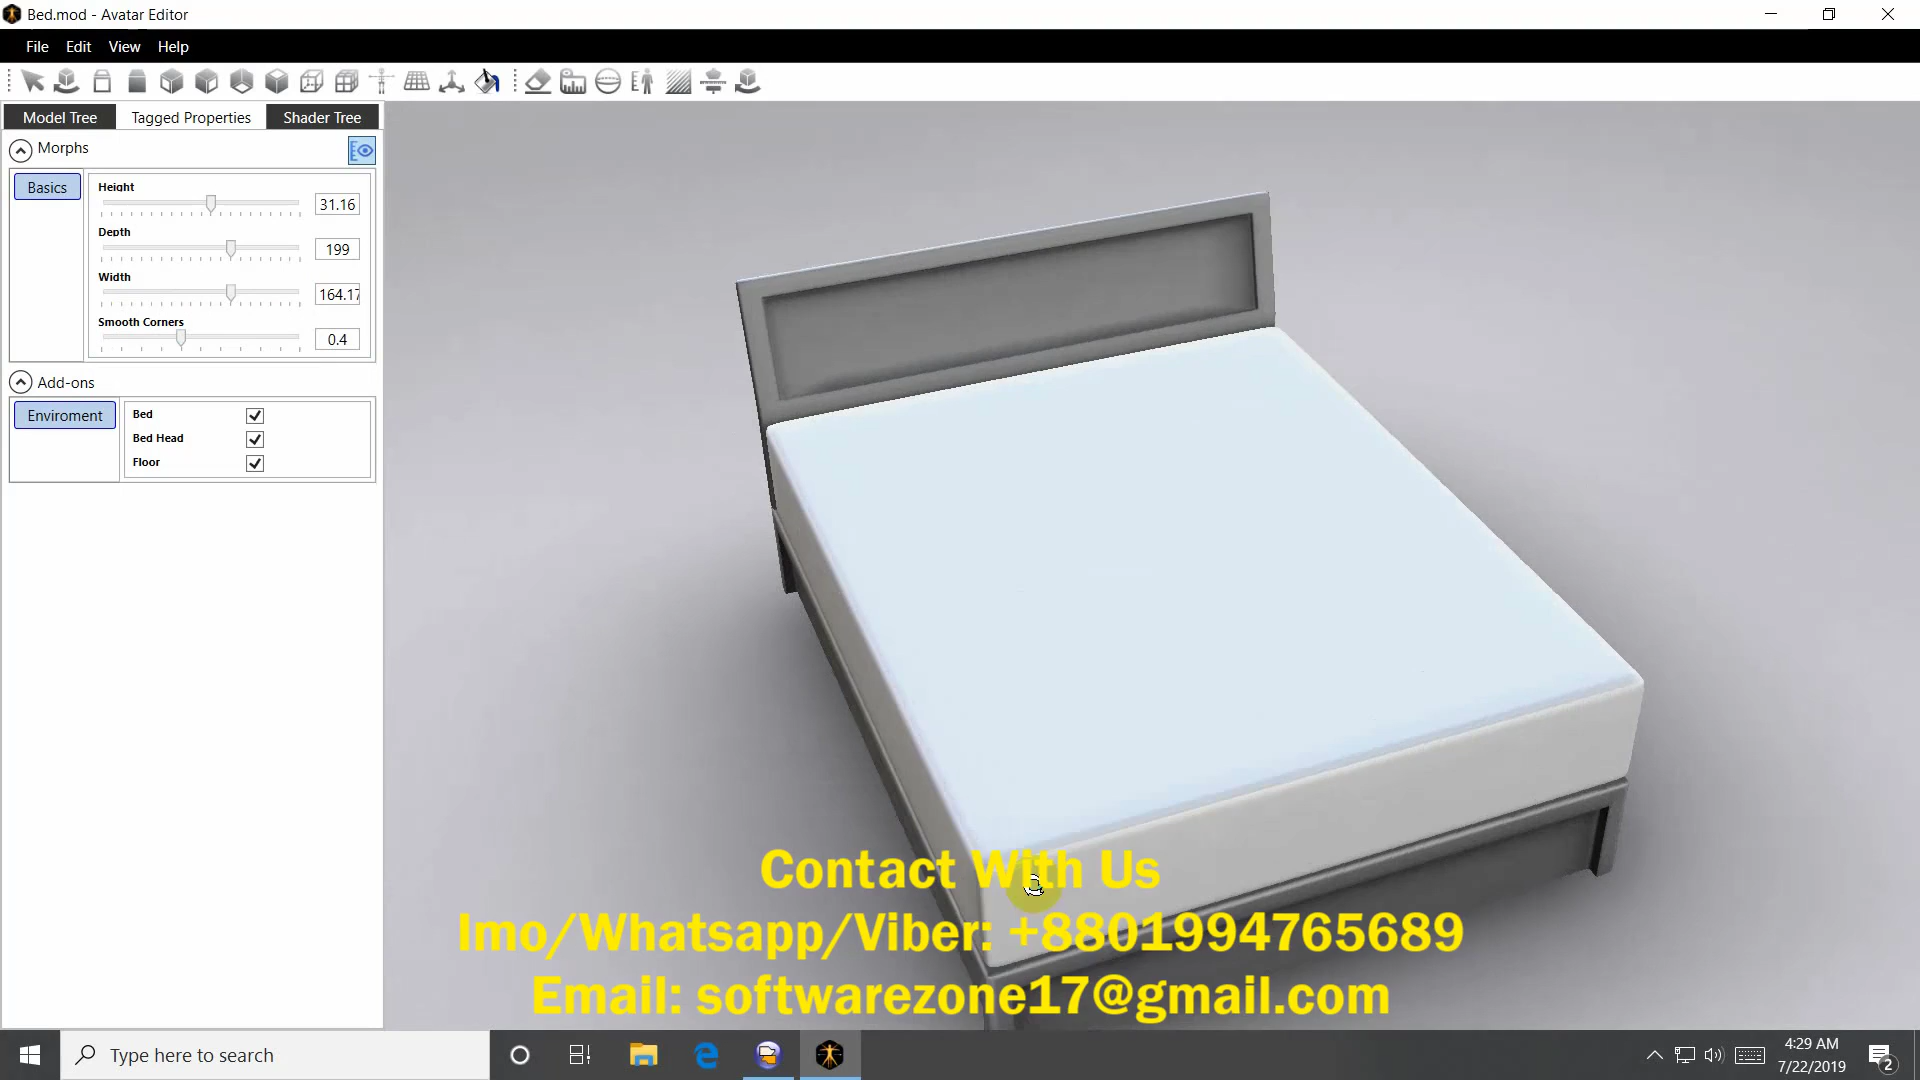 Bed.mod - Avatar Editor
File Edit View Help
Model Tree Tagged Properties Shader Tree
Morphs
Basics
Height
31.16
Depth
199
Width
164.17
Smooth Corners
0.4
Add-ons
Enviroment
Bed
Bed Head
Floor
Contact With Us
Imo/Whatsapp/Viber: +8801994765689
Email: softwarezone17@gmail.com
Type here to search
4:29 AM
7/22/2019
2